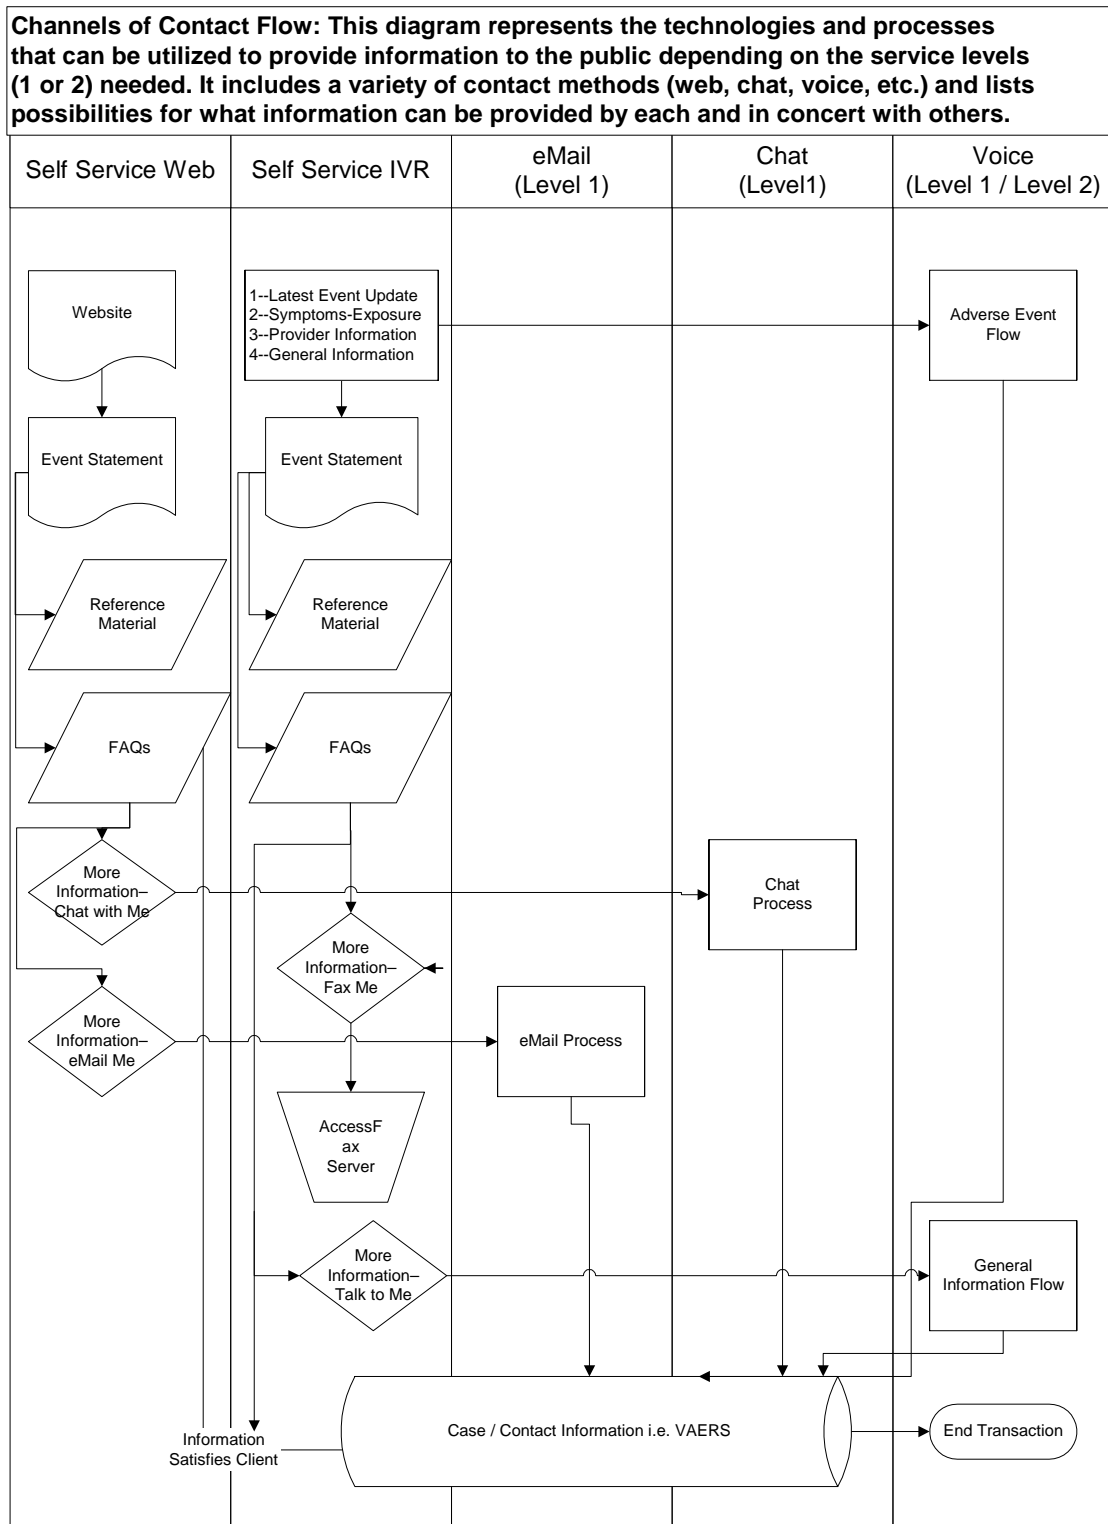 Channels of Contact Flow: This diagram represents the technologies and processes
that can be utilized to provide information to the public depending on the service levels
(1 or 2) needed. It includes a variety of contact methods (web, chat, voice, etc.) and lists
possibilities for what information can be provided by each and in concert with others.
Self Service Web
Self Service IVR
eMail
(Level 1)
Chat
(Level1)
Voice
(Level 1 / Level 2)
Website
1--Latest Event Update
2--Symptoms-Exposure
3--Provider Information
4--General Information
Adverse Event
Flow
Event Statement
Event Statement
Reference
Material
Reference
Material
FAQs
FAQs
More
Information–
Chat with Me
Chat
Process
More
Information–
Fax Me
More
Information–
eMail Me
eMail Process
AccessF
ax
Server
More
Information–
Talk to Me
General
Information Flow
Case / Contact Information i.e. VAERS
End Transaction
Information
Satisfies Client